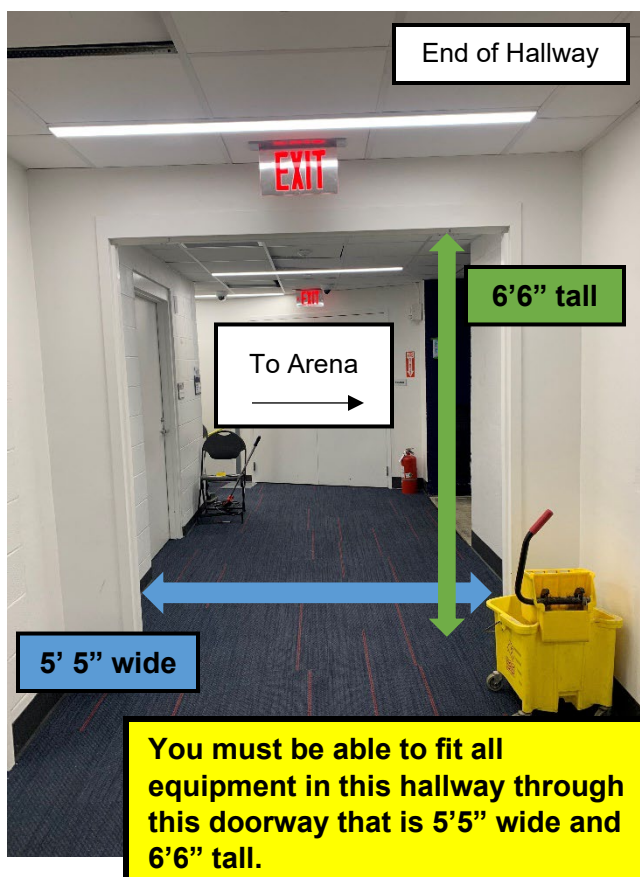 End of Hallway
EXIT
EXIT
6’6” tall
To Arena
5’ 5” wide
You must be able to fit all
equipment in this hallway through
this doorway that is 5’5” wide and
6’6” tall.